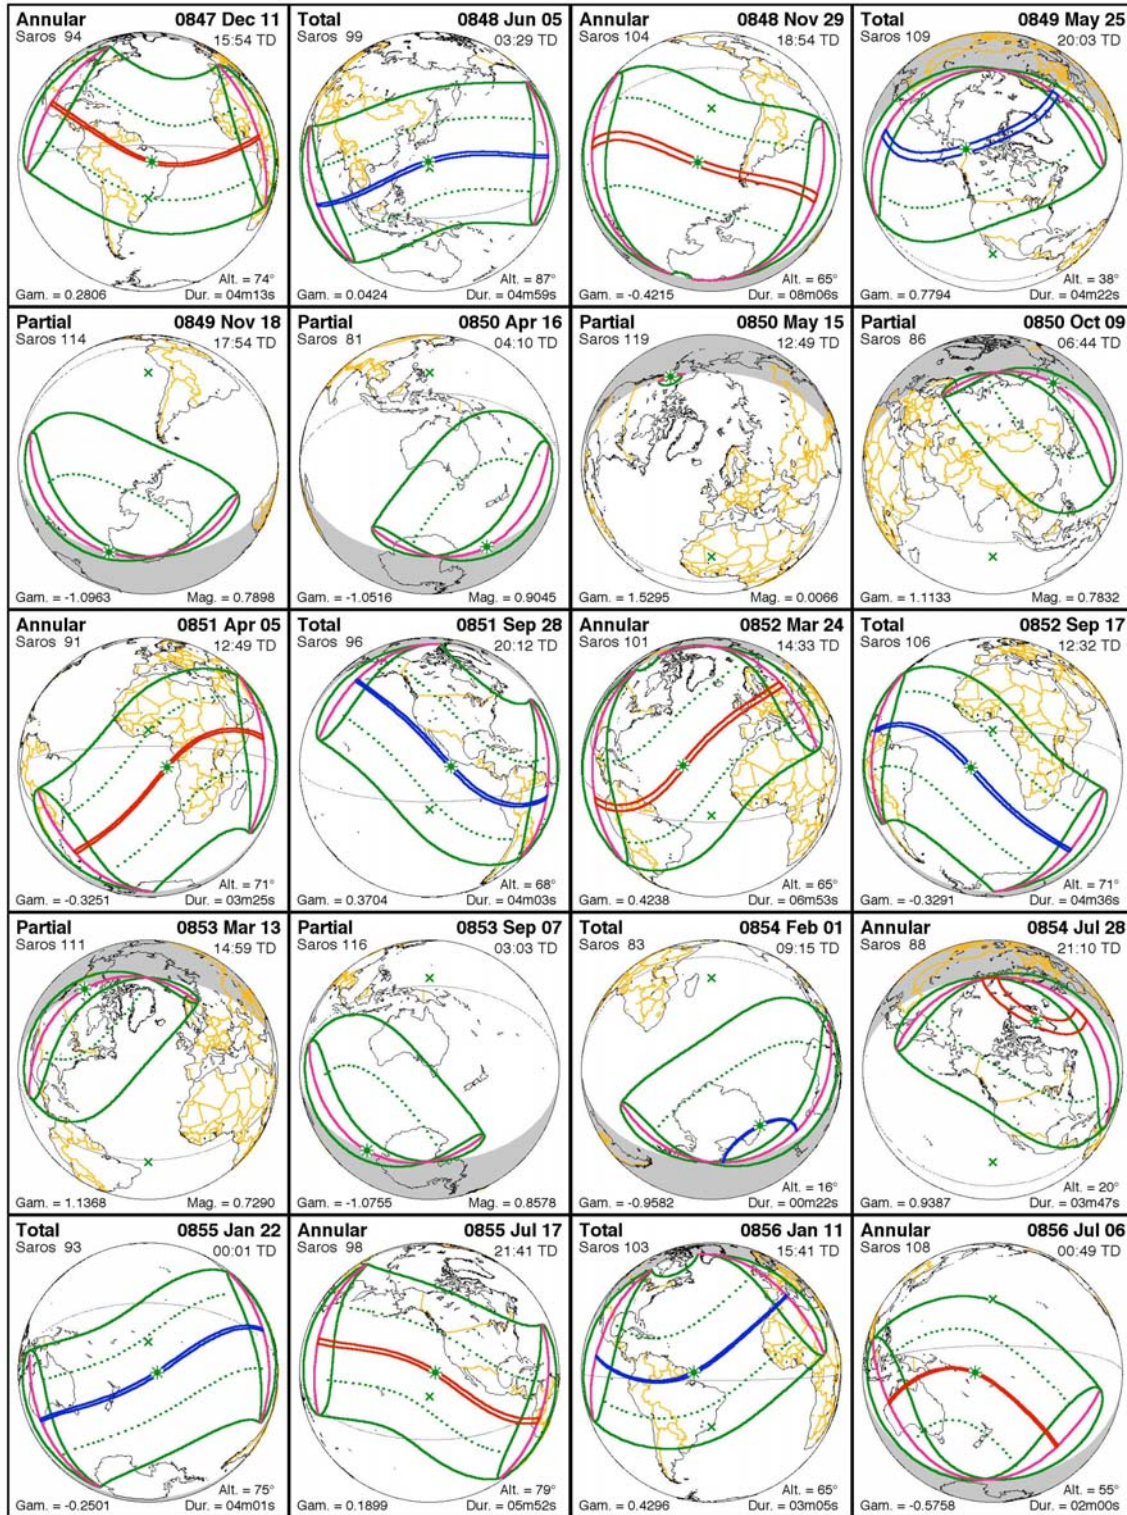 Annular 0847 Dec 11
Saros 94 15:54 TD
Alt. = 74°
Gam. = 0.2806 Dur. = 04m13s
Total 0848 Jun 05
Saros 99 03:29 TD
Alt. = 87°
Gam. = 0.0424 Dur. = 04m59s
Annular 0848 Nov 29
Saros 104 18:54 TD
Alt. = 65°
Gam. = -0.4215 Dur. = 08m06s
Total 0849 May 25
Saros 109 20:03 TD
Alt. = 38°
Gam. = 0.7794 Dur. = 04m22s
Partial 0849 Nov 18
Saros 114 17:54 TD
Gam. = -1.0963 Mag. = 0.7898
Partial 0850 Apr 16
Saros 81 04:10 TD
Gam. = -1.0516 Mag. = 0.9045
Partial 0850 May 15
Saros 119 12:49 TD
Gam. = 1.5295 Mag. = 0.0066
Partial 0850 Oct 09
Saros 86 06:44 TD
Gam. = 1.1133 Mag. = 0.7832
Annular 0851 Apr 05
Saros 91 12:49 TD
Alt. = 71°
Gam. = -0.3251 Dur. = 03m25s
Total 0851 Sep 28
Saros 96 20:12 TD
Alt. = 68°
Gam. = 0.3704 Dur. = 04m03s
Annular 0852 Mar 24
Saros 101 14:33 TD
Alt. = 65°
Gam. = 0.4238 Dur. = 06m53s
Total 0852 Sep 17
Saros 106 12:32 TD
Alt. = 71°
Gam. = -0.3291 Dur. = 04m36s
Partial 0853 Mar 13
Saros 111 14:59 TD
Gam. = 1.1368 Mag. = 0.7290
Partial 0853 Sep 07
Saros 116 03:03 TD
Gam. = -1.0755 Mag. = 0.8578
Total 0854 Feb 01
Saros 83 09:15 TD
Alt. = 16°
Gam. = -0.9582 Dur. = 00m22s
Annular 0854 Jul 28
Saros 88 21:10 TD
Alt. = 20°
Gam. = 0.9387 Dur. = 03m47s
Total 0855 Jan 22
Saros 93 00:01 TD
Alt. = 75°
Gam. = -0.2501 Dur. = 04m01s
Annular 0855 Jul 17
Saros 98 21:41 TD
Alt. = 79°
Gam. = 0.1899 Dur. = 05m52s
Total 0856 Jan 11
Saros 103 15:41 TD
Alt. = 65°
Gam. = 0.4296 Dur. = 03m05s
Annular 0856 Jul 06
Saros 108 00:49 TD
Alt. = 55°
Gam. = -0.5758 Dur. = 02m00s